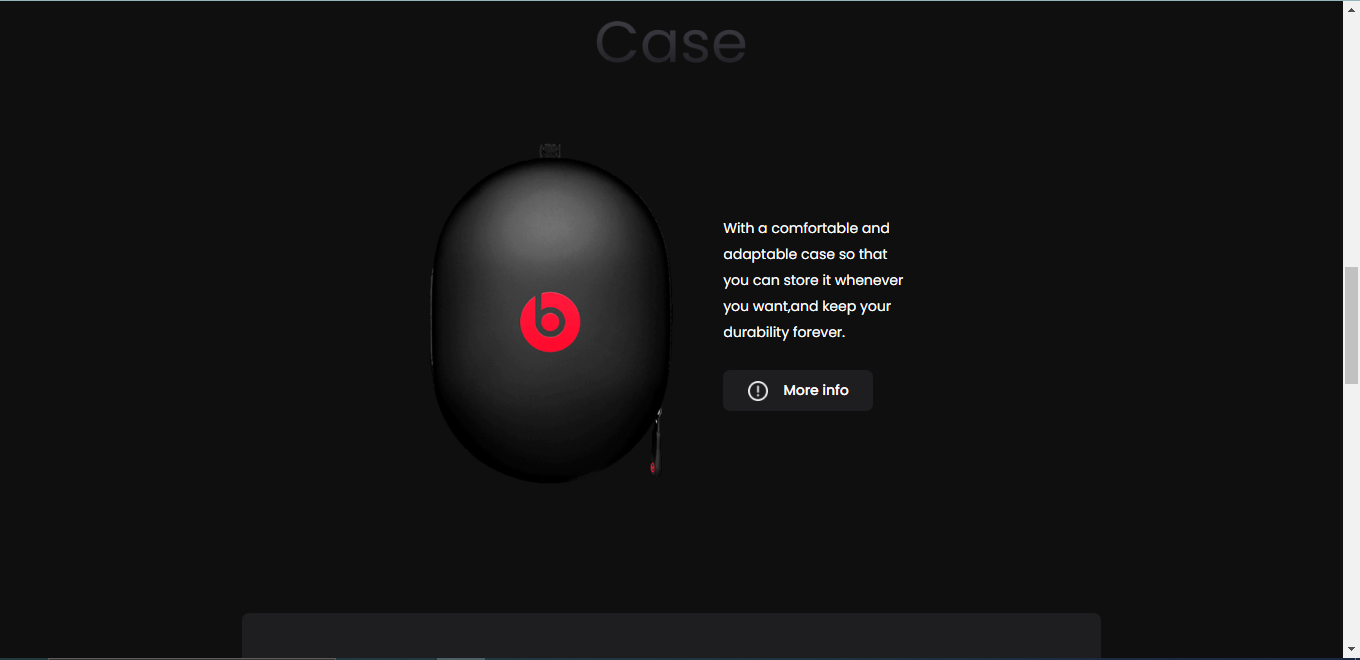 Case
With a comfortable and
adaptable case so that
you can store it whenever
you want,and keep your
durability forever.
More info